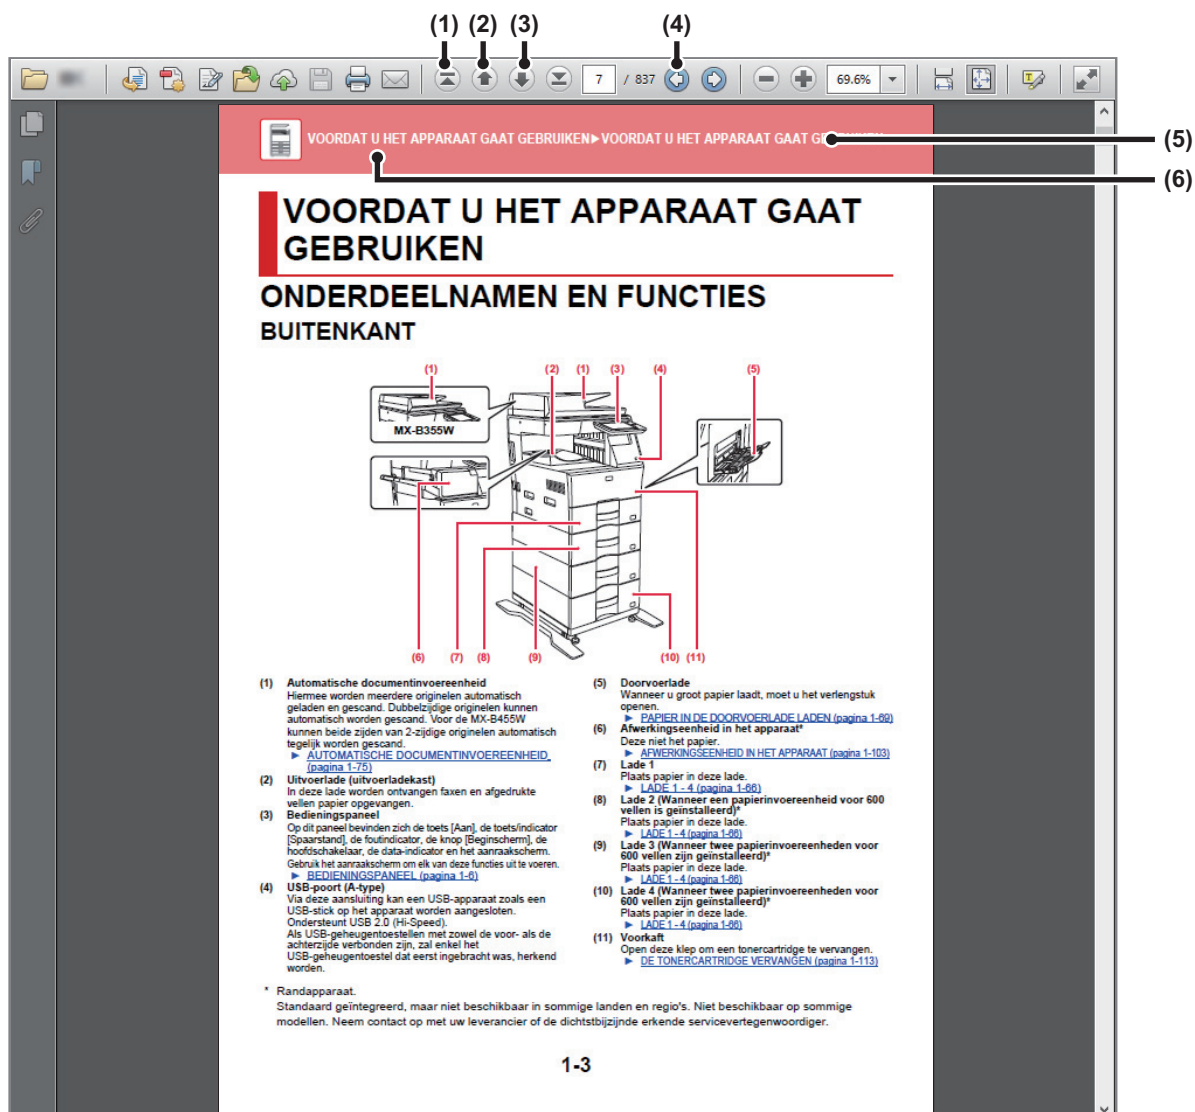 (1) (2) (3) (4)
7 / 837
69.6%
T
VOORDAT U HET APPARAAT GAAT GEBRUIKEN►VOORDAT U HET APPARAAT GAAT
(5)
(6)
VOORDAT U HET APPARAAT GAAT
GEBRUIKEN
ONDERDEELNAMEN EN FUNCTIES
BUITENKANT
(1) (2) (1) (3) (4) (5)
MX-B355W
(6) (7) (8) (9) (10) (11)
(1) Automatische documentinvoereenheid
Hiermee worden meerdere originelen automatisch
geladen en gescand. Dubbelzijdige originelen kunnen
automatisch worden gescand. Voor de MX-B455W
kunnen beide zijden van 2-zijdige originelen automatisch
tegelijk worden gescand.
► AUTOMATISCHE DOCUMENTINVOEREENHEID
(pagina 1-75)
(2) Uitvoerlade (uitvoerladekast)
In deze lade worden ontvangen faxen en afgedrukte
vellen papier opgevangen.
(3) Bedieningspaneel
Op dit paneel bevinden zich de toets [Aan], de toets/indicator
[Spaarstand], de foutindicator, de knop [Beginscherm], de
hoofdschakelaar, de data-indicator en het aanraakscherm.
Gebruik het aanraakscherm om elk van deze functies uit te voeren.
► BEDIENINGSPANEEL (pagina 1-6)
(4) USB-poort (A-type)
Via deze aansluiting kan een USB-apparaat zoals een
USB-stick op het apparaat worden aangesloten.
Ondersteunt USB 2.0 (Hi-Speed).
Als USB-geheugentoestellen met zowel de voor- als de
achterzijde verbonden zijn, zal enkel het
USB-geheugentoestel dat eerst ingebracht was, herkend
worden.
(5) Doorvoerlade
Wanneer u groot papier laadt, moet u het verlengstuk
openen.
► PAPIER IN DE DOORVOERLADE LADEN (pagina 1-69)
(6) Afwerkingseenheid in het apparaat*
Deze niet het papier.
► AFWERKINGSEENHEID IN HET APPARAAT (pagina 1-103)
(7) Lade 1
Plaats papier in deze lade.
► LADE 1 - 4 (pagina 1-66)
(8) Lade 2 (Wanneer een papierinvoereenheid voor 600
vellen is geïnstalleerd)*
Plaats papier in deze lade.
► LADE 1 - 4 (pagina 1-66)
(9) Lade 3 (Wanneer twee papierinvoereenheden voor
600 vellen zijn geïnstalleerd)*
Plaats papier in deze lade.
► LADE 1 - 4 (pagina 1-66)
(10) Lade 4 (Wanneer twee papierinvoereenheden voor
600 vellen zijn geïnstalleerd)*
Plaats papier in deze lade.
► LADE 1 - 4 (pagina 1-66)
(11) Voorkaft
Open deze klep om een tonercartridge te vervangen.
► DE TONERCARTRIDGE VERVANGEN (pagina 1-113)
* Randapparaat.
Standaard geïntegreerd, maar niet beschikbaar in sommige landen en regio's. Niet beschikbaar op sommige
modellen. Neem contact op met uw leverancier of de dichtstbijzijnde erkende servicevertegenwoordiger.
1-3